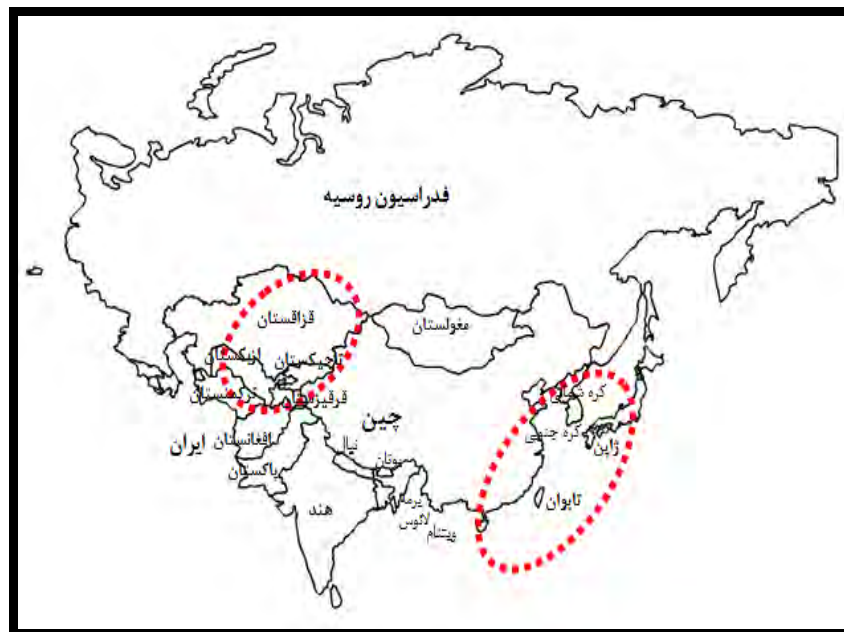 فدراسیون روسیه
قزاقستان
مغولستان
ازبکستان
تاجیکستان
ترکمنستان
قرقیزستان
کره شمالی
چین
کره جنوبی
ژاپن
ایران
افغانستان
نپال
بوتان
پاکستان
تایوان
هند
برمه
لائوس
ویتنام